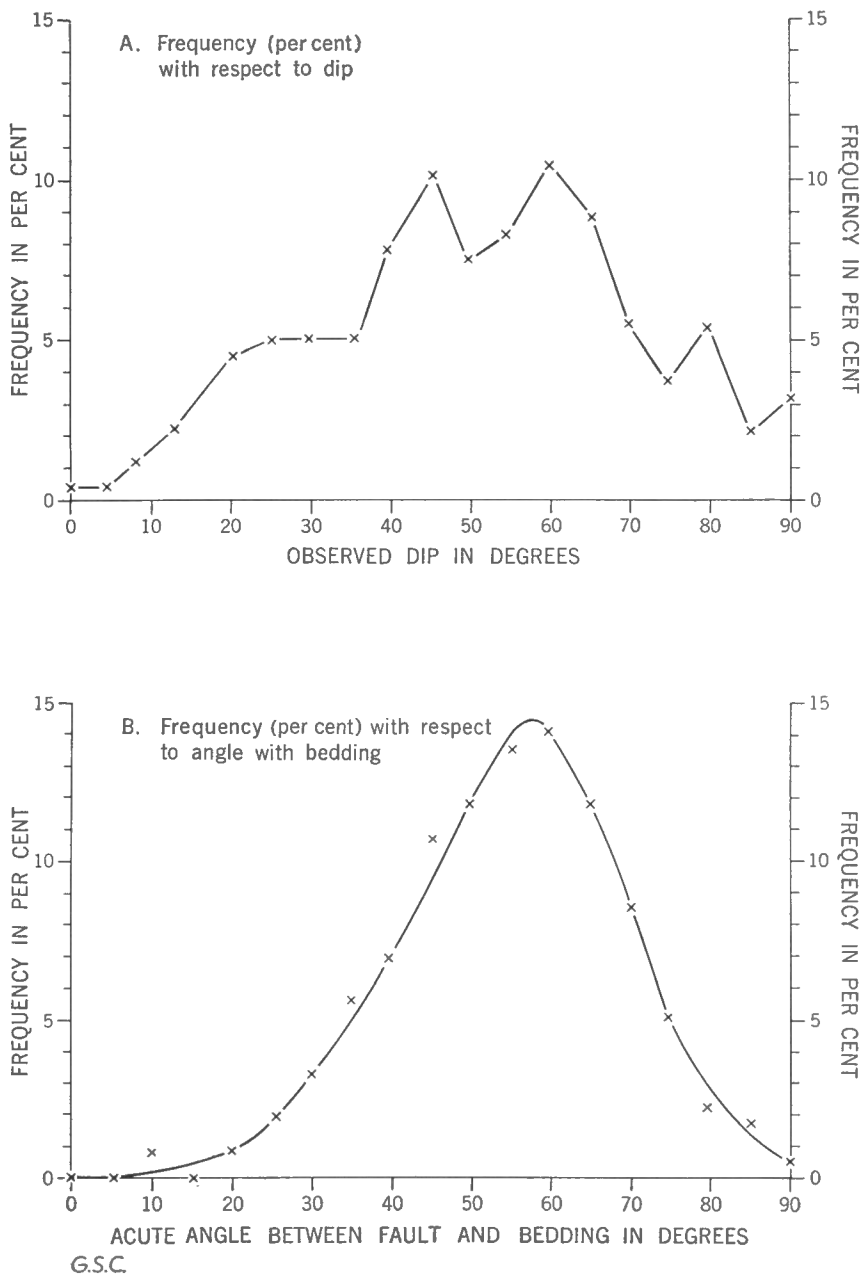 A. Frequency (per cent)
with respect to dip
FREQUENCY IN PER CENT
15
10
5
0
15
10
5
0
FREQUENCY IN PER CENT
0 10 20 30 40 50 60 70 80 90
OBSERVED DIP IN DEGREES
B. Frequency (per cent) with respect
to angle with bedding
FREQUENCY IN PER CENT
15
10
5
0
15
10
5
0
FREQUENCY IN PER CENT
0 10 20 30 40 50 60 70 80 90
ACUTE ANGLE BETWEEN FAULT AND BEDDING IN DEGREES
G.S.C.